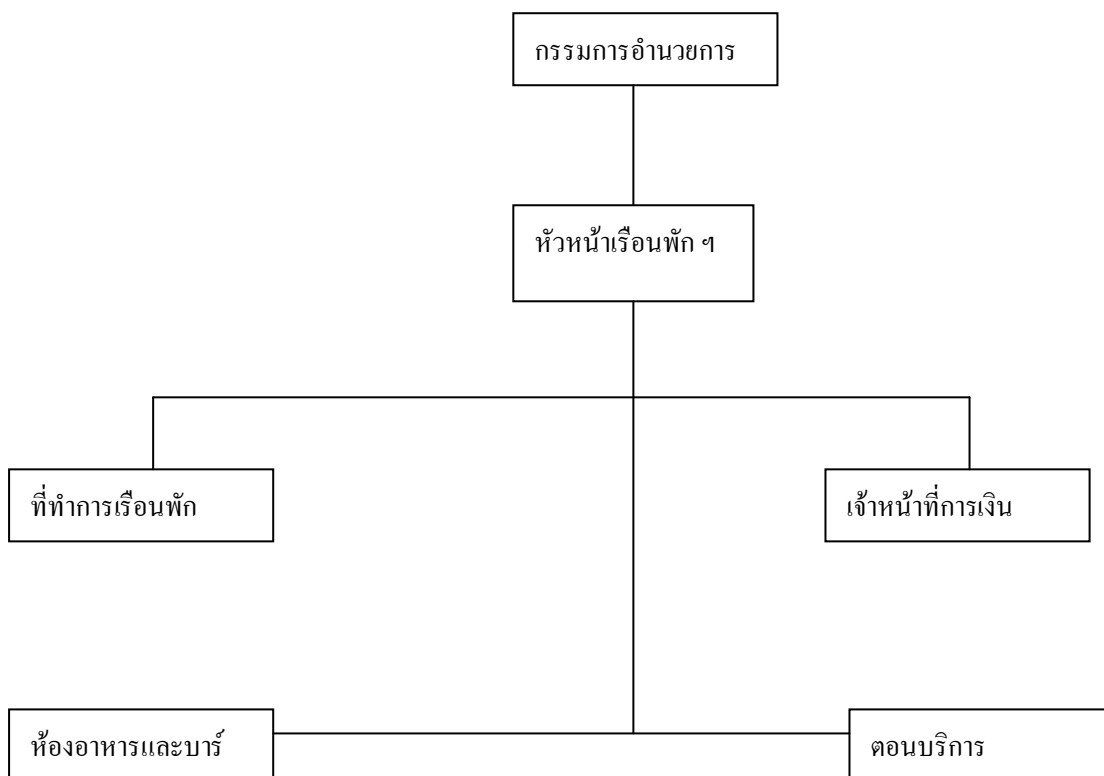 กรรมการอำนวยการ
หัวหน้าเรือนพัก ฯ
ที่ทำการเรือนพัก
เจ้าหน้าที่การเงิน
ห้องอาหารและบาร์
ตอนบริการ